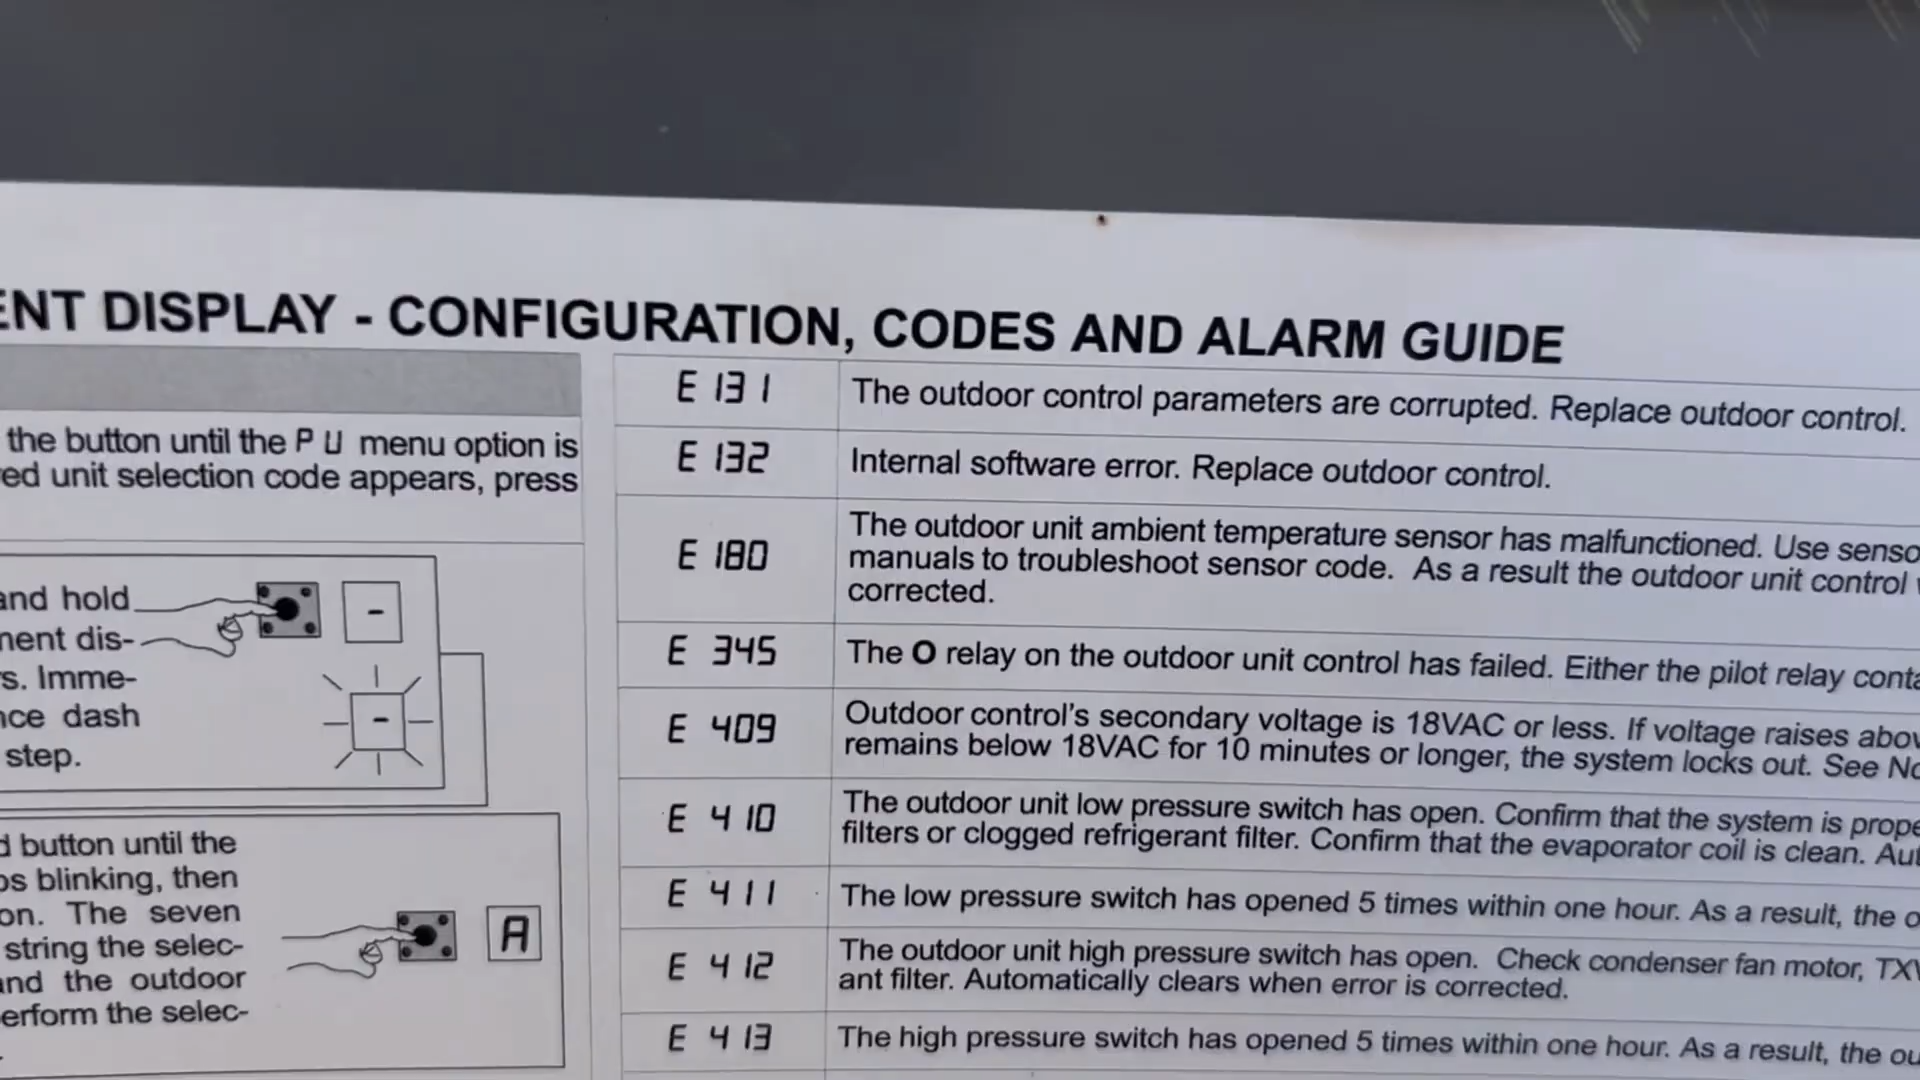 ENT DISPLAY - CONFIGURATION, CODES AND ALARM GUIDE
the button until the P U menu option is
ed unit selection code appears, press
and hold
ment dis-
s. Imme-
nce dash
step.
-
-
d button until the
ps blinking, then
on. The seven
string the selec-
and the outdoor
erform the selec-
A
E 131 The outdoor control parameters are corrupted. Replace outdoor control.
E 132 Internal software error. Replace outdoor control.
E 180 The outdoor unit ambient temperature sensor has malfunctioned. Use senso
manuals to troubleshoot sensor code. As a result the outdoor unit control
corrected.
E 345 The O relay on the outdoor unit control has failed. Either the pilot relay conta
E 409 Outdoor control's secondary voltage is 18VAC or less. If voltage raises abov
remains below 18VAC for 10 minutes or longer, the system locks out. See No
E 410 The outdoor unit low pressure switch has open. Confirm that the system is prope
filters or clogged refrigerant filter. Confirm that the evaporator coil is clean. Aut
E 411 The low pressure switch has opened 5 times within one hour. As a result, the o
E 412 The outdoor unit high pressure switch has open. Check condenser fan motor, TXV
ant filter. Automatically clears when error is corrected.
E 413 The high pressure switch has opened 5 times within one hour. As a result, the ou